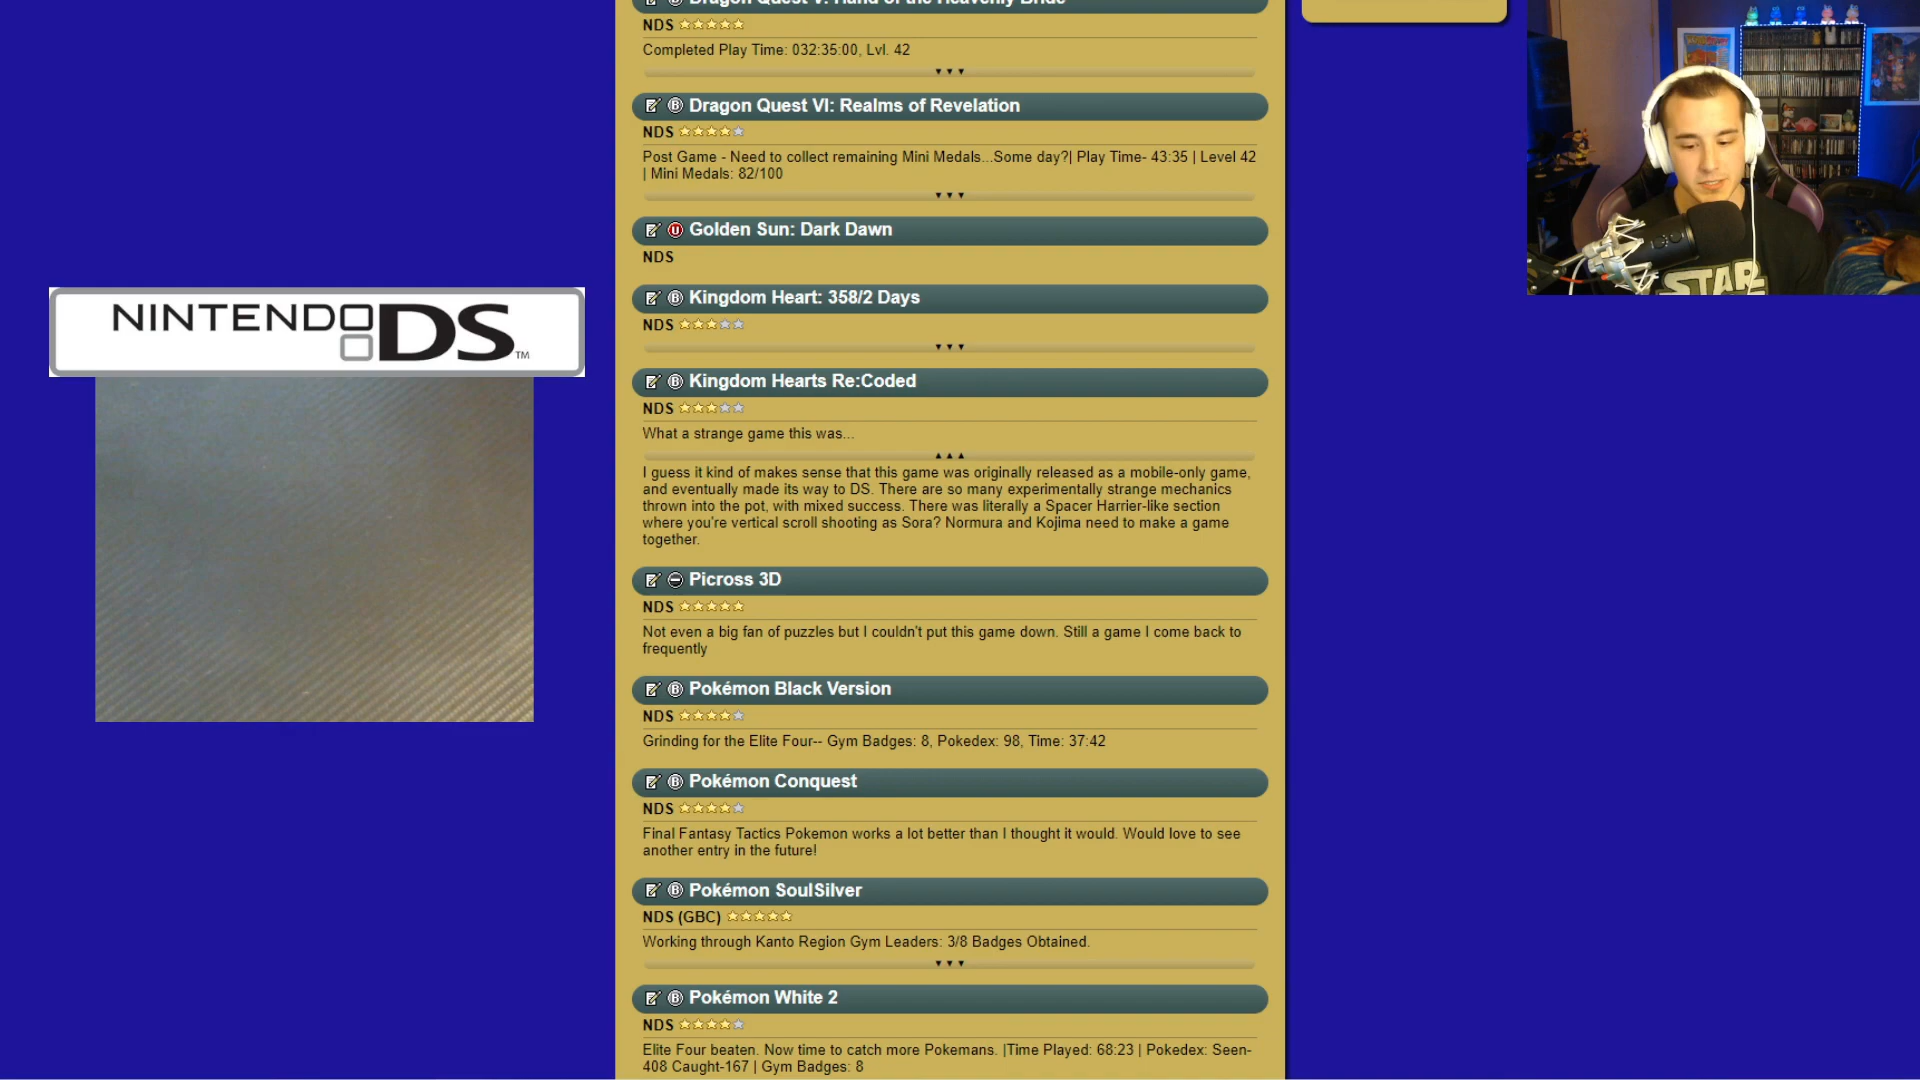 Dragon Quest V: Hand of the Heavenly Bride
NDS
Completed Play Time: 032:35:00, Lvl. 42
B Dragon Quest VI: Realms of Revelation
NDS
Post Game - Need to collect remaining Mini Medals...Some day?| Play Time- 43:35 | Level 42
| Mini Medals: 82/100
U Golden Sun: Dark Dawn
NDS
B Kingdom Heart: 358/2 Days
NDS
B Kingdom Hearts Re:Coded
NDS
What a strange game this was...
I guess it kind of makes sense that this game was originally released as a mobile-only game,
and eventually made its way to DS. There are so many experimentally strange mechanics
thrown into the pot, with mixed success. There was literally a Spacer Harrier-like section
where you're vertical scroll shooting as Sora? Normura and Kojima need to make a game
together.
Picross 3D
NDS
Not even a big fan of puzzles but I couldn't put this game down. Still a game I come back to
frequently
B Pokémon Black Version
NDS
Grinding for the Elite Four-- Gym Badges: 8, Pokedex: 98, Time: 37:42
B Pokémon Conquest
NDS
Final Fantasy Tactics Pokemon works a lot better than I thought it would. Would love to see
another entry in the future!
B Pokémon SoulSilver
NDS (GBC)
Working through Kanto Region Gym Leaders: 3/8 Badges Obtained.
B Pokémon White 2
NDS
Elite Four beaten. Now time to catch more Pokemans. |Time Played: 68:23 | Pokedex: Seen-
408 Caught-167 | Gym Badges: 8
NINTENDO DS TM
STAR